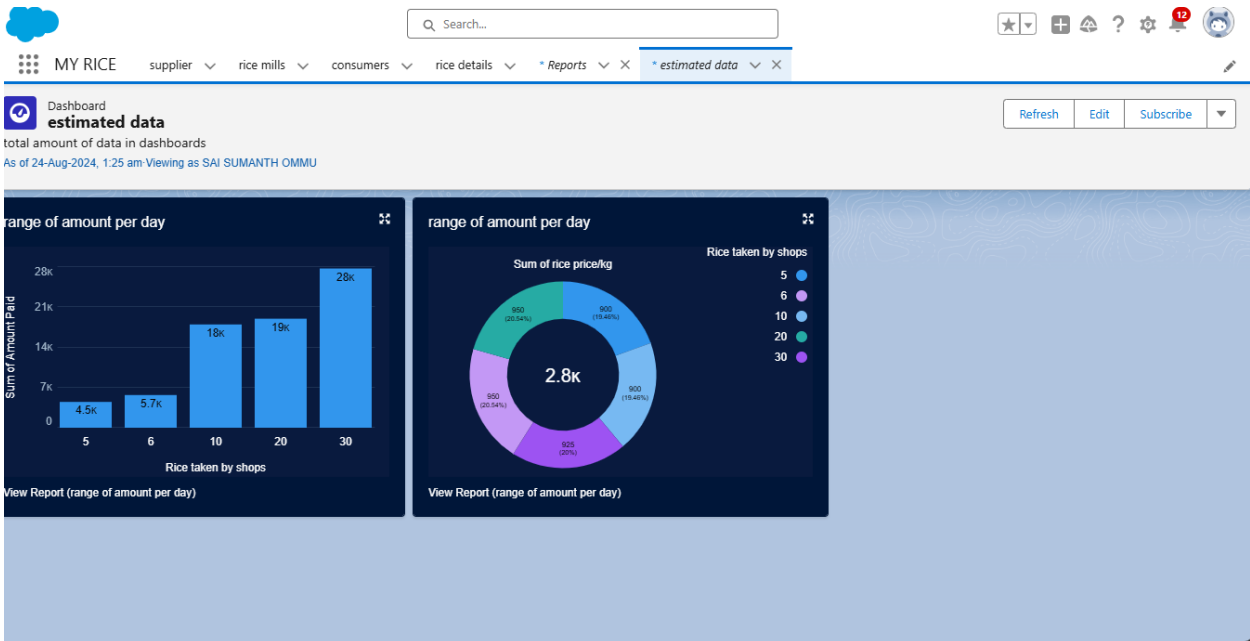 Search...
12
MY RICE
supplier
rice mills
consumers
rice details
* Reports
* estimated data
Dashboard
estimated data
total amount of data in dashboards
As of 24-Aug-2024, 1:25 am·Viewing as SAI SUMANTH OMMU
Refresh
Edit
Subscribe
range of amount per day
Sum of Amount Paid
28K
21K
14K
7K
0
4.5K
5.7K
18K
19K
28K
5
6
10
20
30
Rice taken by shops
View Report (range of amount per day)
range of amount per day
Sum of rice price/kg
Rice taken by shops
5
6
10
20
30
950
(20.54%)
900
(19.46%)
2.8K
950
(20.54%)
900
(19.46%)
925
(20%)
View Report (range of amount per day)